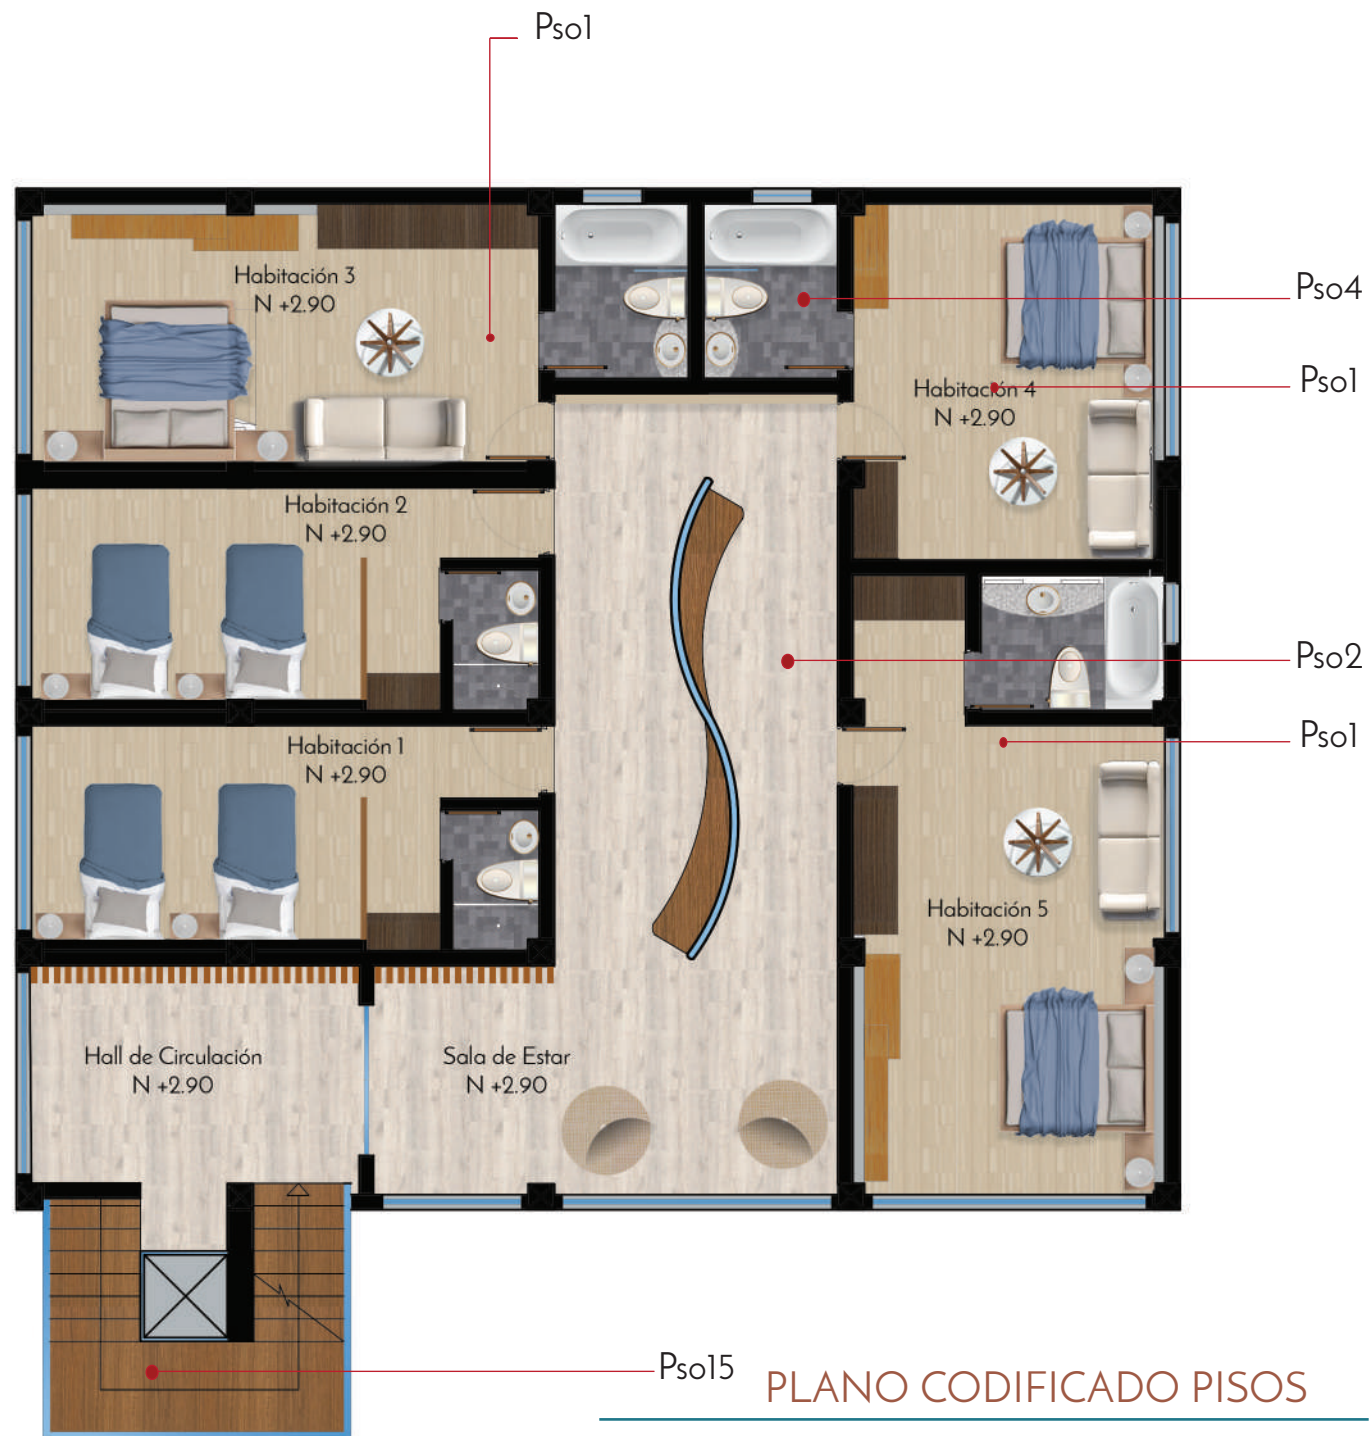 Pso1
Habitación 3
N +2.90
Pso4
Pso1
Habitación 4
N +2.90
Habitación 2
N +2.90
Pso2
Pso1
Habitación 1
N +2.90
Habitación 5
N +2.90
Hall de Circulación
N +2.90
Sala de Estar
N +2.90
Pso15
PLANO CODIFICADO PISOS